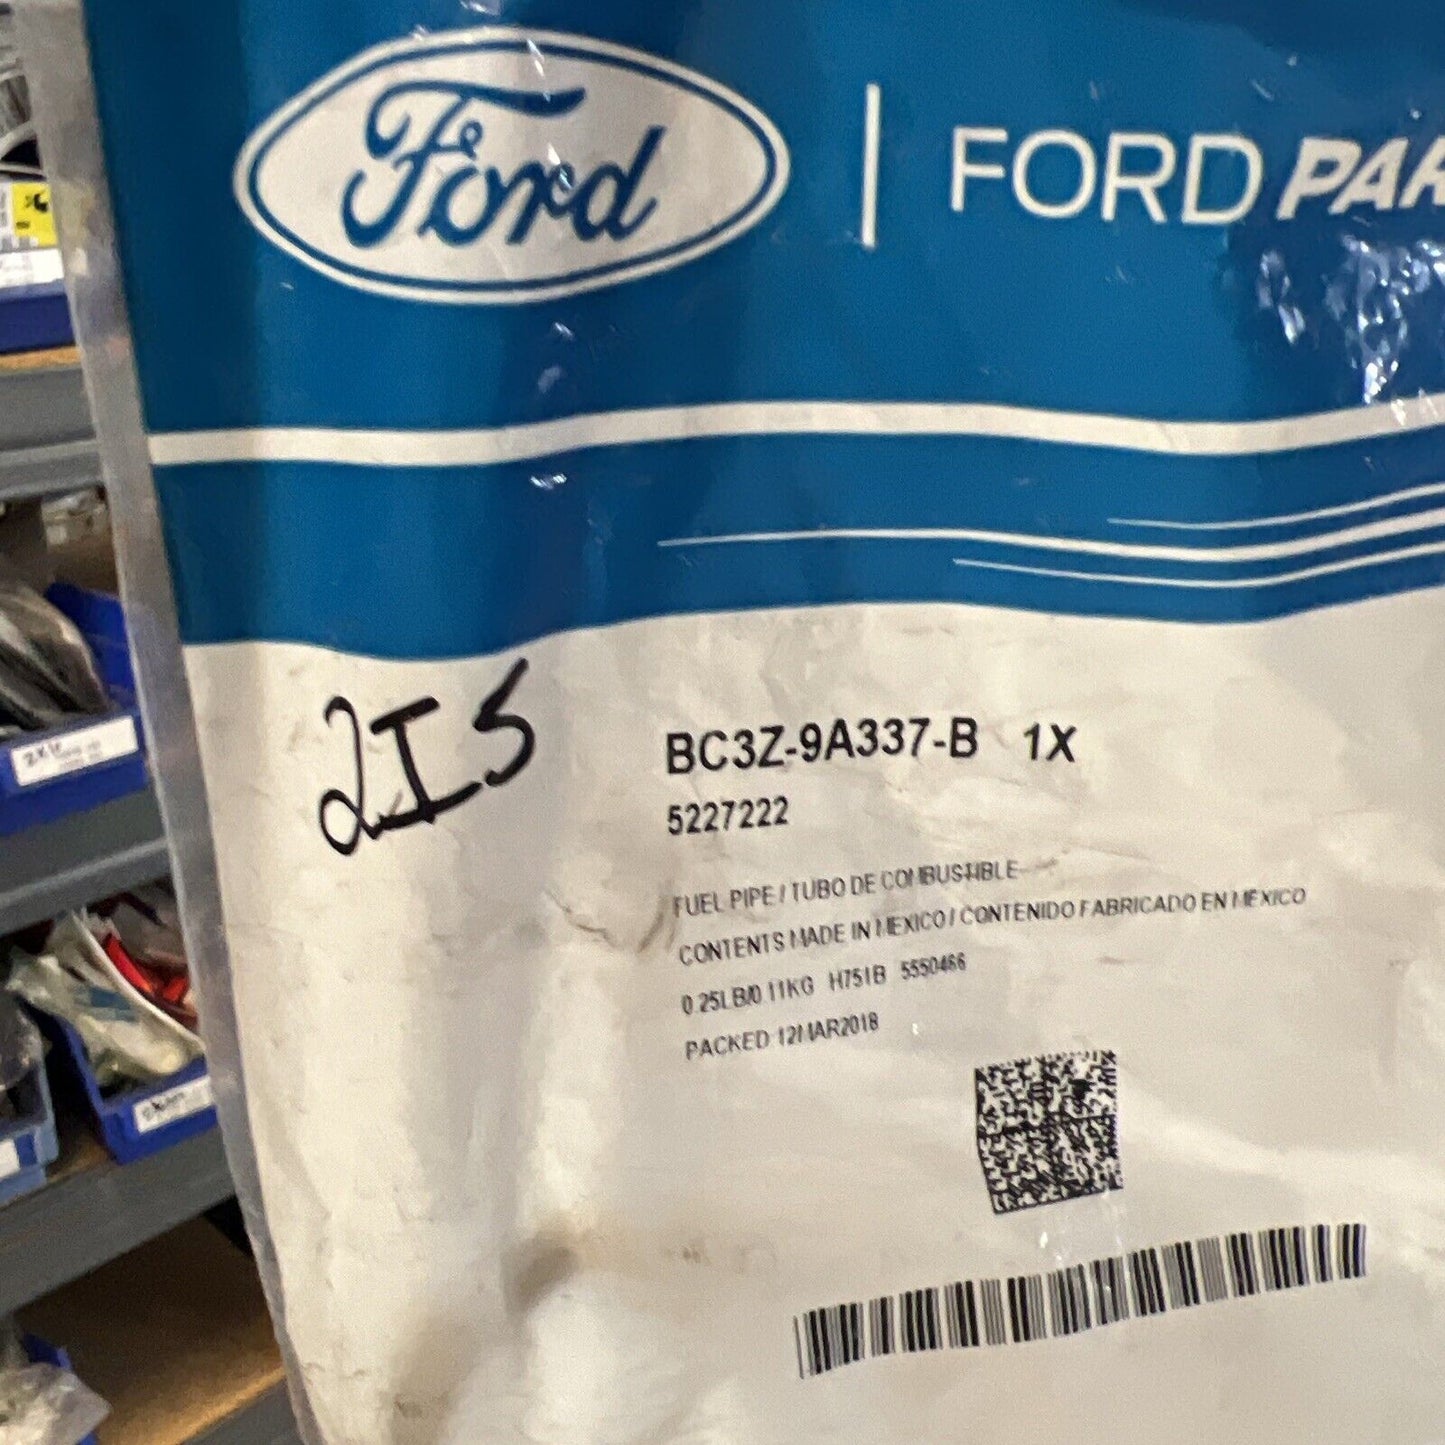 Ford | FORD PAR
2IS
BC3Z-9A337-B 1X
5227222
FUEL PIPE / TUBO DE COMBUSTIBLE
CONTENTS MADE IN MEXICO / CONTENIDO FABRICADO EN MEXICO
0.25LB/0.11KG H751B 5550466
PACKED:12MAR2018